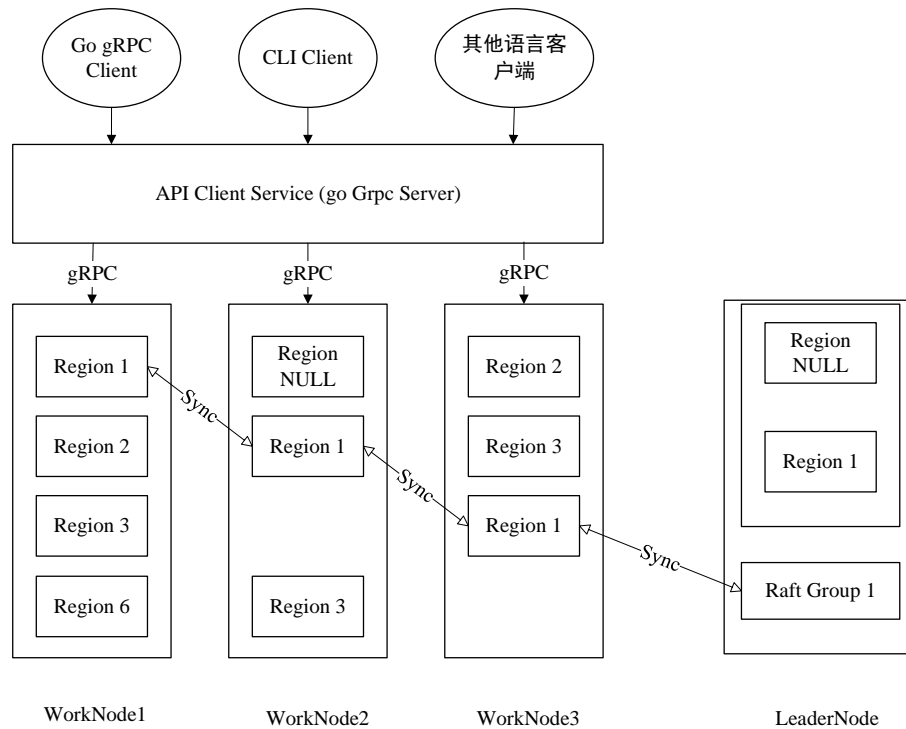 Go gRPC
Client
CLI Client
其他语言客
户端
API Client Service (go Grpc Server)
gRPC
gRPC
gRPC
Region 1
Region 2
Region 3
Region 6
Sync
Region
NULL
Region 1
Region 3
Sync
Region 2
Region 3
Region 1
Sync
Region
NULL
Region 1
Raft Group 1
WorkNode1
WorkNode2
WorkNode3
LeaderNode